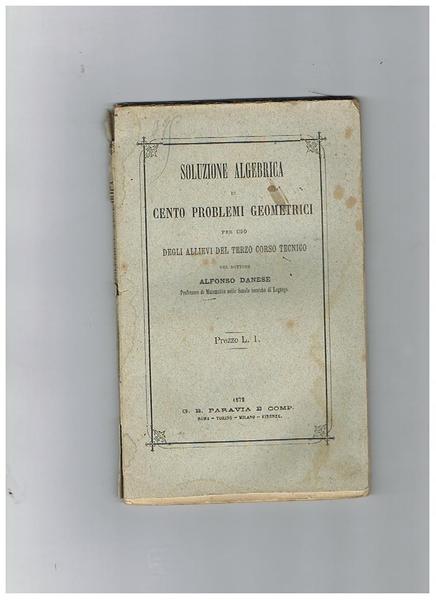 SOLUZIONE ALGEBRICA
DI
CENTO PROBLEMI GEOMETRICI
PER USO
DEGLI ALLIEVI DEL TERZO CORSO TECNICO
DEL DOTTORE
ALFONSO DANESE
Professore di Matematica nelle Scuole tecniche di Legnago.
Prezzo L. 1.
G. B. PARAVIA E COMP.
ROMA – TORINO – MILANO – FIRENZE.